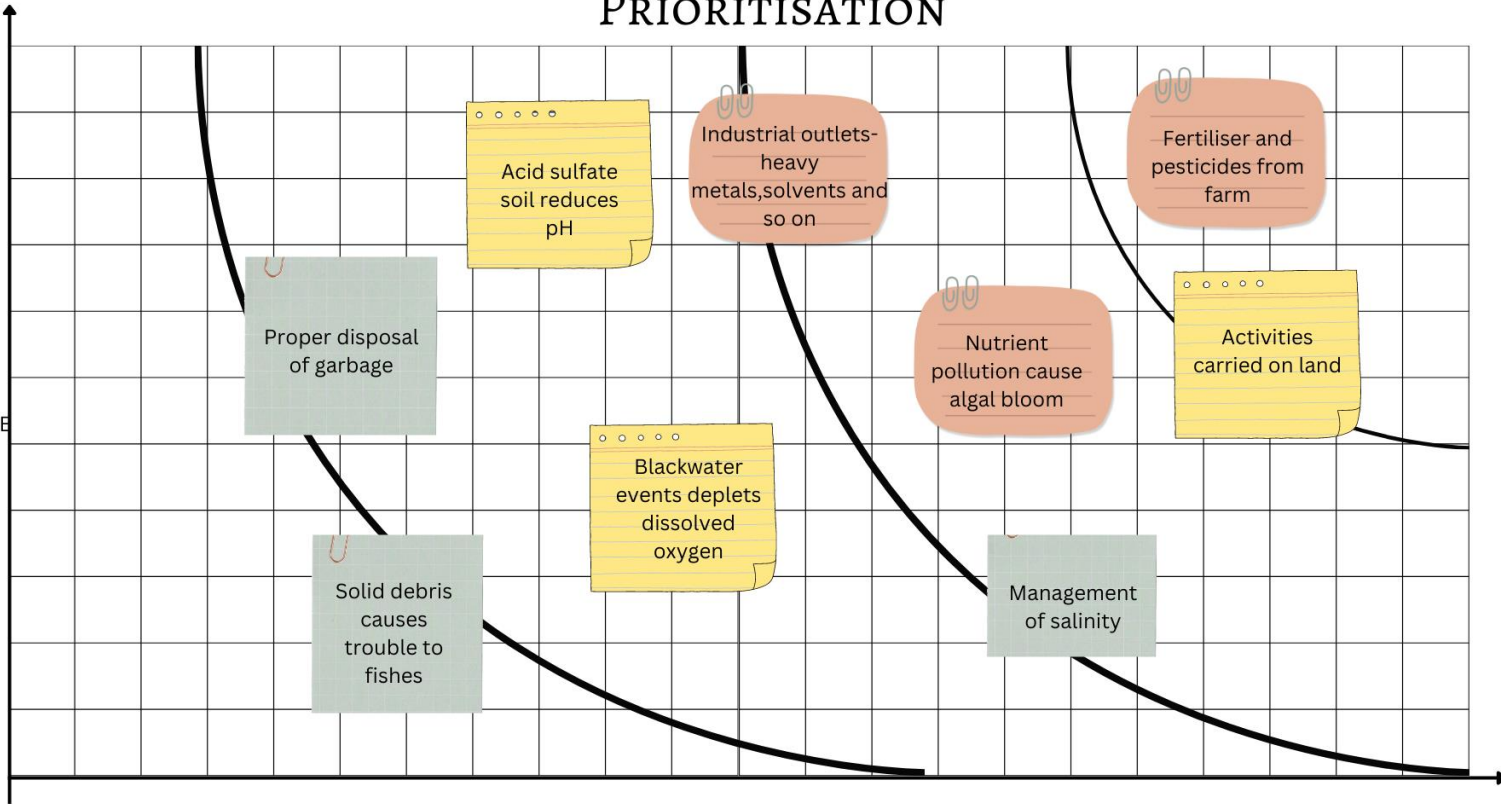 PRIORITISATION
Acid sulfate
soil reduces
pH
Industrial outlets-
heavy
metals,solvents and
so on
Fertiliser and
pesticides from
farm
Proper disposal
of garbage
Nutrient
pollution cause
algal bloom
Activities
carried on land
E
Blackwater
events deplets
dissolved
oxygen
Solid debris
causes
trouble to
fishes
Management
of salinity